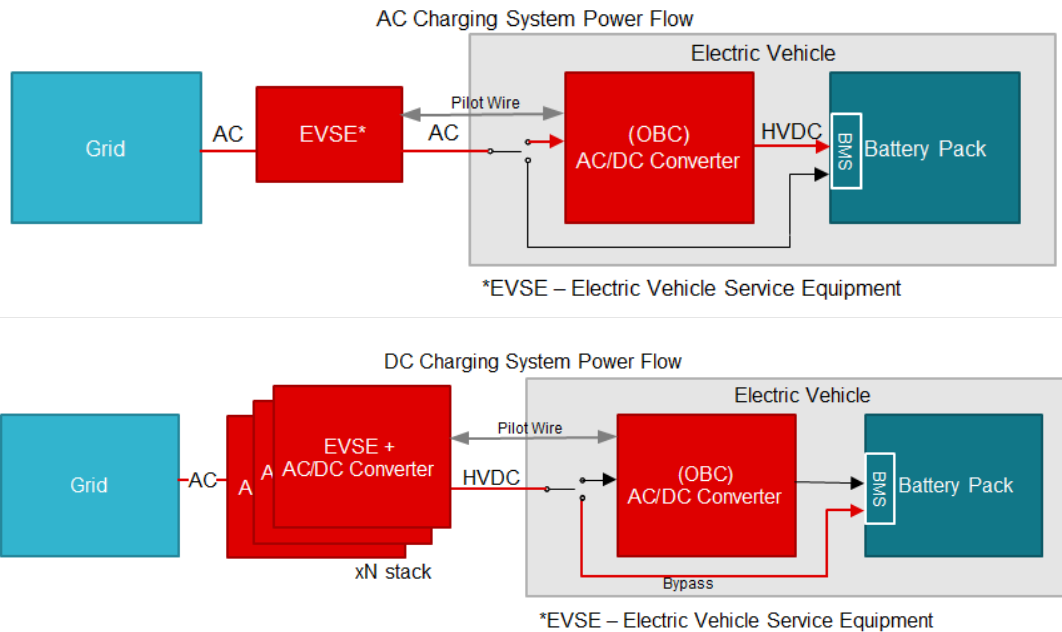 AC Charging System Power Flow
Electric Vehicle
Grid
AC
EVSE*
Pilot Wire
AC
(OBC)
AC/DC Converter
HVDC
BMS
Battery Pack
*EVSE – Electric Vehicle Service Equipment
DC Charging System Power Flow
Electric Vehicle
Grid
AC
A
A
EVSE +
AC/DC Converter
xN stack
Pilot Wire
HVDC
(OBC)
AC/DC Converter
Bypass
BMS
Battery Pack
*EVSE – Electric Vehicle Service Equipment